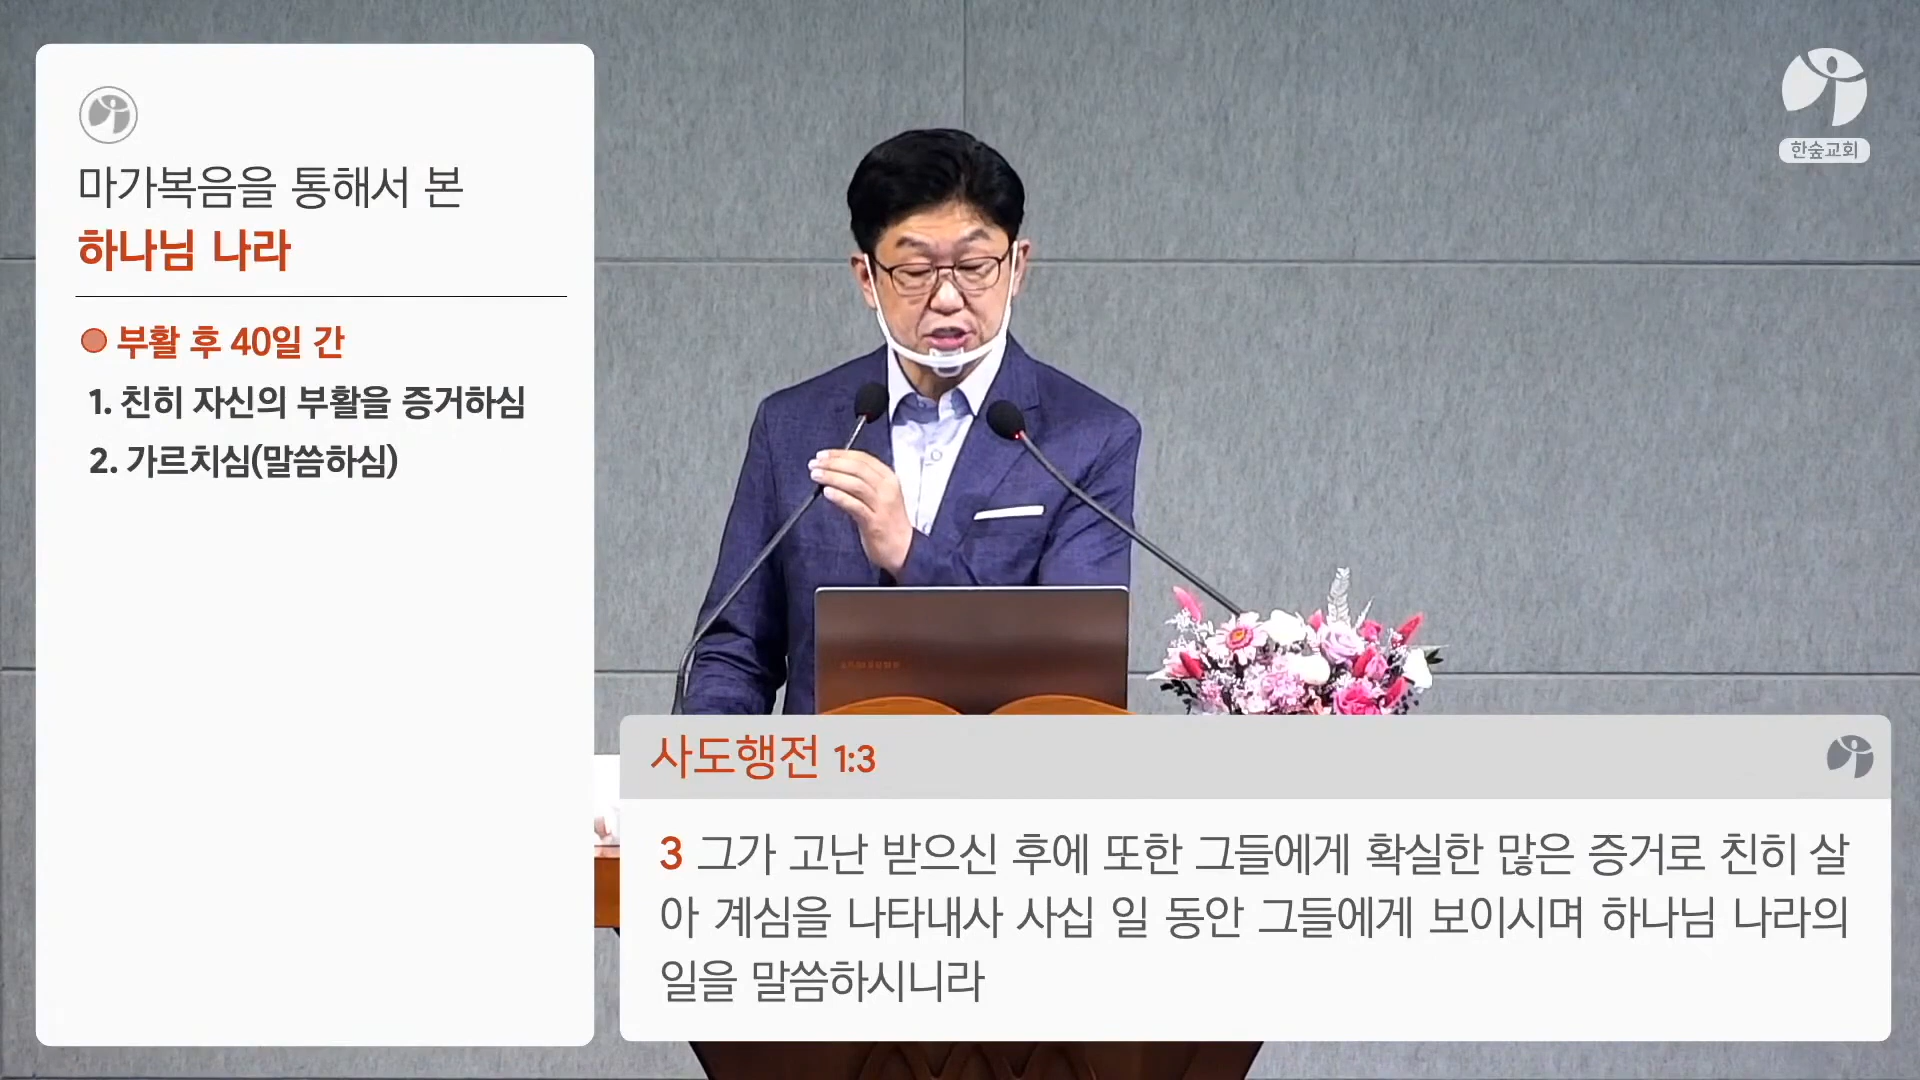 마가복음을 통해서 본
하나님 나라
부활 후 40일 간
1. 친히 자신의 부활을 증거하심
2. 가르치심(말씀하심)
한숲교회
사도행전 1:3
3 그가 고난 받으신 후에 또한 그들에게 확실한 많은 증거로 친히 살
아 계심을 나타내사 사십 일 동안 그들에게 보이시며 하나님 나라의
일을 말씀하시니라